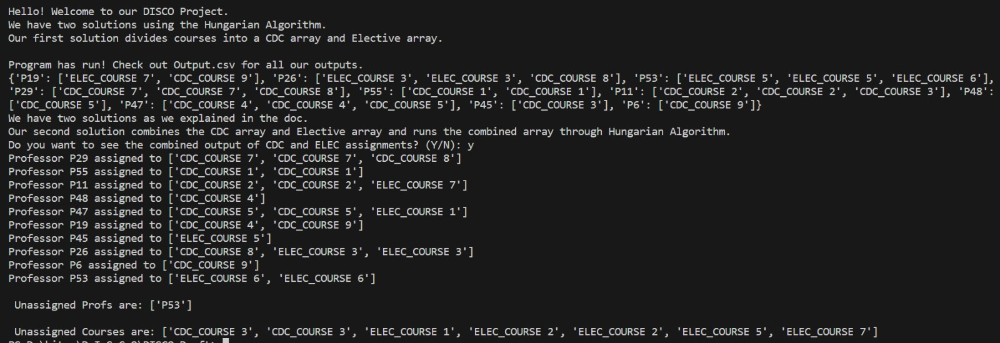 Hello! Welcome to our DISCO Project.
We have two solutions using the Hungarian Algorithm.
Our first solution divides courses into a CDC array and Elective array.
Program has run! Check out Output.csv for all our outputs.
{'P19': ['ELEC_COURSE 7', 'CDC_COURSE 9'], 'P26': ['ELEC_COURSE 3', 'ELEC_COURSE 3', 'CDC_COURSE 8'], 'P53': ['ELEC_COURSE 5', 'ELEC_COURSE 5', 'ELEC_COURSE 6'],
'P29': ['CDC_COURSE 7', 'CDC_COURSE 7', 'CDC_COURSE 8'], 'P55': ['CDC_COURSE 1', 'CDC_COURSE 1'], 'P11': ['CDC_COURSE 2', 'CDC_COURSE 2', 'CDC_COURSE 3'], 'P48':
['CDC_COURSE 5'], 'P47': ['CDC_COURSE 4', 'CDC_COURSE 4', 'CDC_COURSE 5'], 'P45': ['CDC_COURSE 3'], 'P6': ['CDC_COURSE 9']}
We have two solutions as we explained in the doc.
Our second solution combines the CDC array and Elective array and runs the combined array through Hungarian Algorithm.
Do you want to see the combined output of CDC and ELEC assignments? (Y/N): y
Professor P29 assigned to ['CDC_COURSE 7', 'CDC_COURSE 7', 'CDC_COURSE 8']
Professor P55 assigned to ['CDC_COURSE 1', 'CDC_COURSE 1']
Professor P11 assigned to ['CDC_COURSE 2', 'CDC_COURSE 2', 'ELEC_COURSE 7']
Professor P48 assigned to ['CDC_COURSE 4']
Professor P47 assigned to ['CDC_COURSE 5', 'CDC_COURSE 5', 'ELEC_COURSE 1']
Professor P19 assigned to ['CDC_COURSE 4', 'CDC_COURSE 9']
Professor P45 assigned to ['ELEC_COURSE 5']
Professor P26 assigned to ['CDC_COURSE 8', 'ELEC_COURSE 3', 'ELEC_COURSE 3']
Professor P6 assigned to ['CDC_COURSE 9']
Professor P53 assigned to ['ELEC_COURSE 6', 'ELEC_COURSE 6']
Unassigned Profs are: ['P53']
Unassigned Courses are: ['CDC_COURSE 3', 'CDC_COURSE 3', 'ELEC_COURSE 1', 'ELEC_COURSE 2', 'ELEC_COURSE 2', 'ELEC_COURSE 5', 'ELEC_COURSE 7']